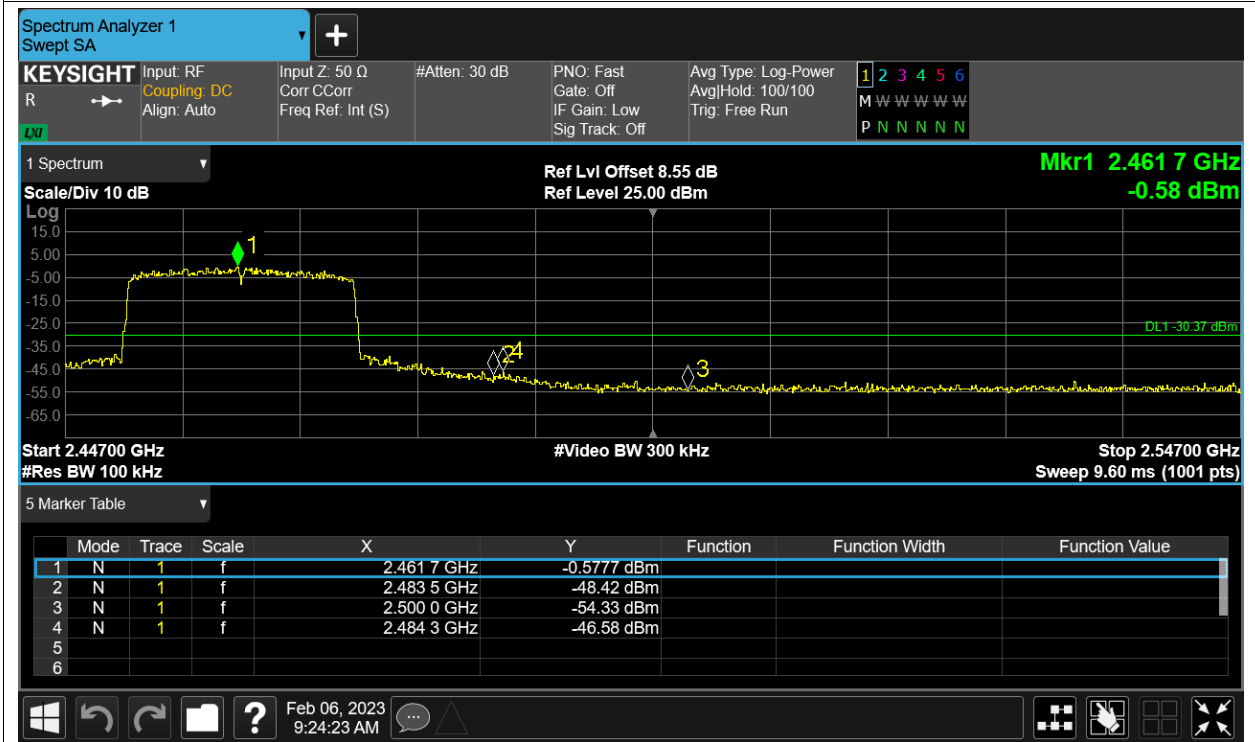 Spectrum Analyzer 1
Swept SA
KEYSIGHT
R
LXI
Input: RF
Coupling: DC
Align: Auto
Input Z: 50 Ω
Corr CCorr
Freq Ref: Int (S)
#Atten: 30 dB
PNO: Fast
Gate: Off
IF Gain: Low
Sig Track: Off
Avg Type: Log-Power
Avg|Hold: 100/100
Trig: Free Run
1 2 3 4 5 6
M W W W W W
P N N N N N
1 Spectrum
Scale/Div 10 dB
Ref Lvl Offset 8.55 dB
Ref Level 25.00 dBm
Mkr1 2.461 7 GHz
-0.58 dBm
Log
15.0
5.00
-5.00
-15.0
-25.0
-35.0
-45.0
-55.0
-65.0
1
2 4
3
DL1 -30.37 dBm
Start 2.44700 GHz
#Video BW 300 kHz
Stop 2.54700 GHz
#Res BW 100 kHz
Sweep 9.60 ms (1001 pts)
5 Marker Table
Mode Trace Scale X Y Function Function Width Function Value
1 N 1 f 2.461 7 GHz -0.5777 dBm
2 N 1 f 2.483 5 GHz -48.42 dBm
3 N 1 f 2.500 0 GHz -54.33 dBm
4 N 1 f 2.484 3 GHz -46.58 dBm
5
6
?
Feb 06, 2023
9:24:23 AM